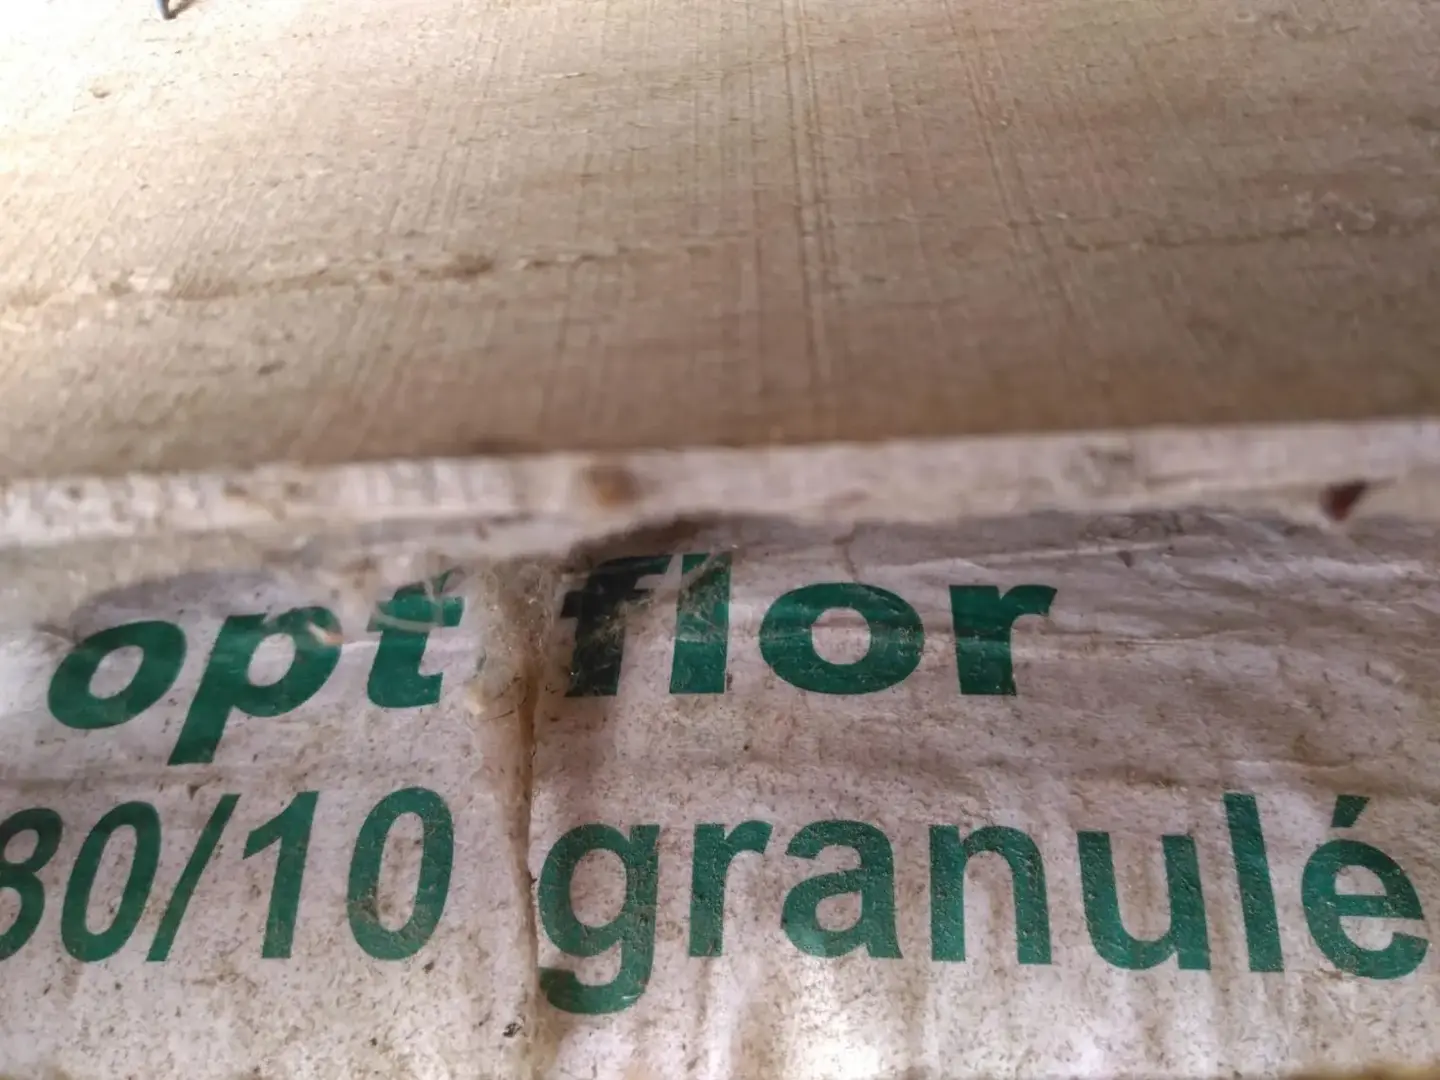 opt flor
80/10 granulé